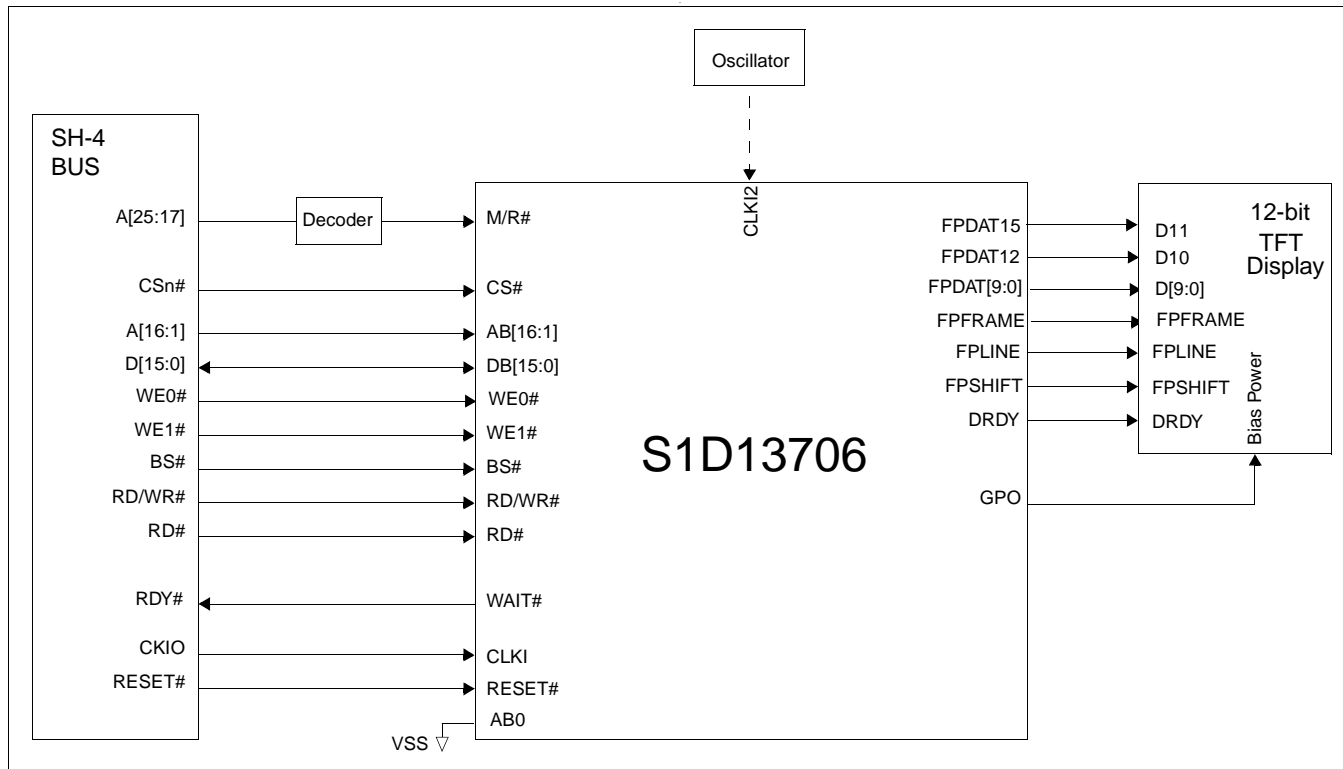 Oscillator
SH-4
BUS
A[25:17]
Decoder
M/R#
CLKI2
CSn#
CS#
A[16:1]
AB[16:1]
D[15:0]
DB[15:0]
WE0#
WE0#
WE1#
WE1#
BS#
BS#
RD/WR#
RD/WR#
RD#
RD#
RDY#
WAIT#
CKIO
CLKI
RESET#
RESET#
AB0
VSS
S1D13706
FPDAT15
FPDAT12
FPDAT[9:0]
FPFRAME
FPLINE
FPSHIFT
DRDY
GPO
12-bit
TFT
Display
D11
D10
D[9:0]
FPFRAME
FPLINE
FPSHIFT
DRDY
Bias Power